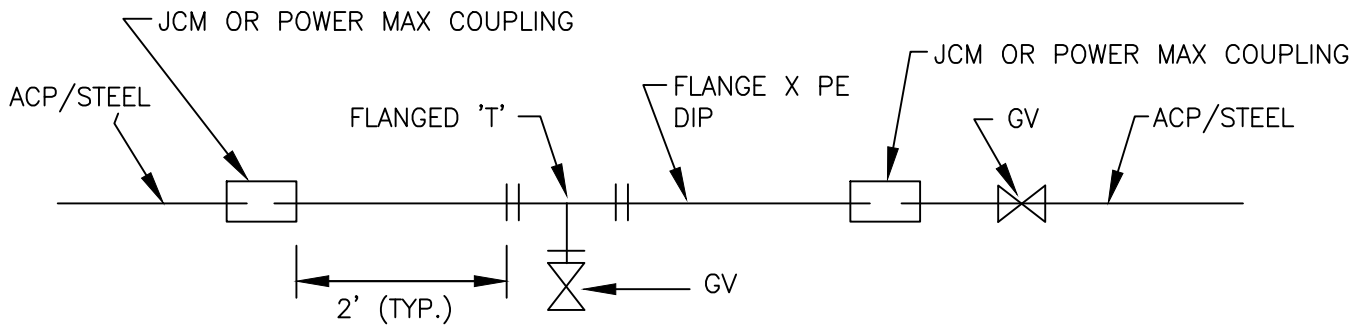 JCM OR POWER MAX COUPLING
JCM OR POWER MAX COUPLING
ACP/STEEL
FLANGED 'T'
FLANGE X PE
DIP
GV
ACP/STEEL
2' (TYP.)
GV